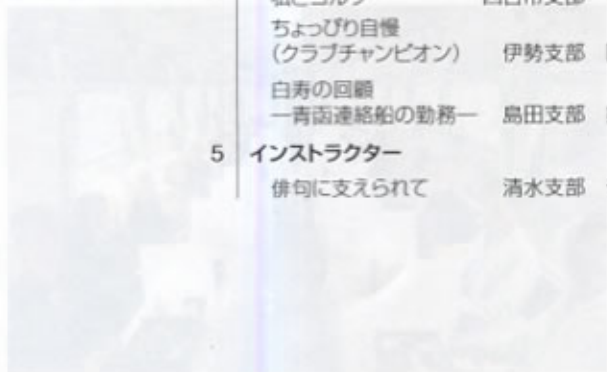 ちょっぴり自慢
(クラブチャンピオン) 伊勢支部
白寿の回顧
―青函連絡船の勤務― 島田支部
5 インストラクター
俳句に支えられて 清水支部